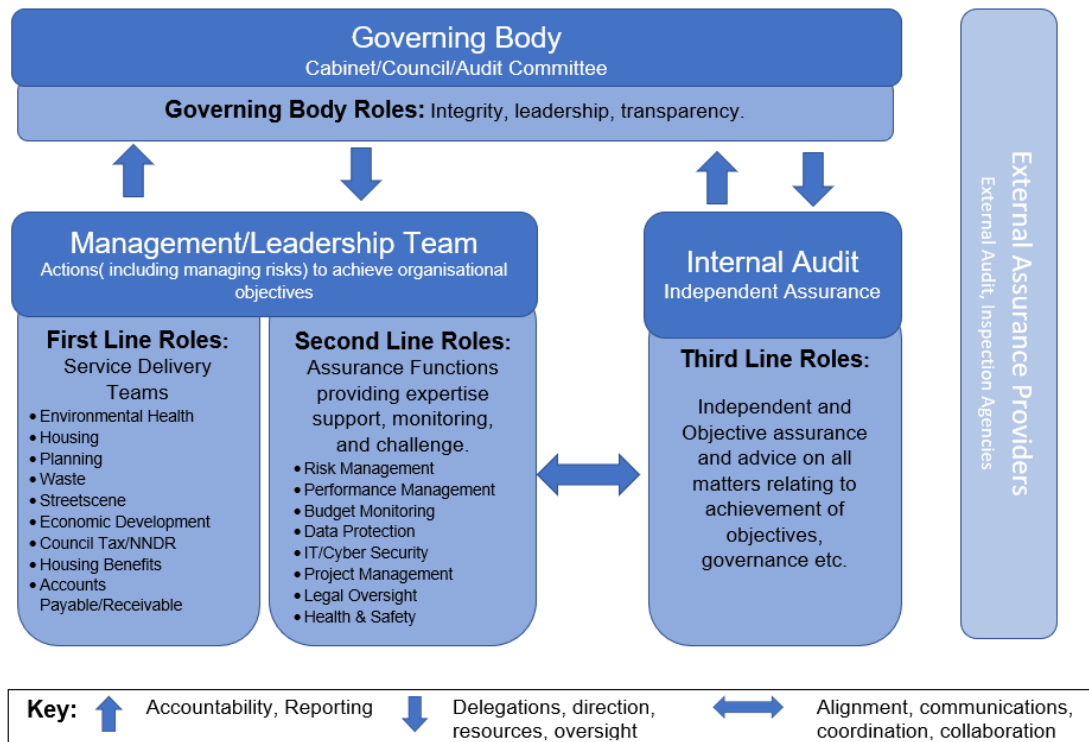 Governing Body
Cabinet/Council/Audit Committee
Governing Body Roles: Integrity, leadership, transparency.
Management/Leadership Team
Actions( including managing risks) to achieve organisational
objectives
First Line Roles:
Service Delivery
Teams
• Environmental Health
• Housing
• Planning
• Waste
• Streetscene
• Economic Development
• Council Tax/NNDR
• Housing Benefits
• Accounts
Payable/Receivable
Second Line Roles:
Assurance Functions
providing expertise
support, monitoring,
and challenge.
• Risk Management
• Performance Management
• Budget Monitoring
• Data Protection
• IT/Cyber Security
• Project Management
• Legal Oversight
• Health & Safety
Internal Audit
Independent Assurance
Third Line Roles:
Independent and
Objective assurance
and advice on all
matters relating to
achievement of
objectives,
governance etc.
External Assurance Providers
External Audit, Inspection Agencies
Key:
Accountability, Reporting
Delegations, direction,
resources, oversight
Alignment, communications,
coordination, collaboration